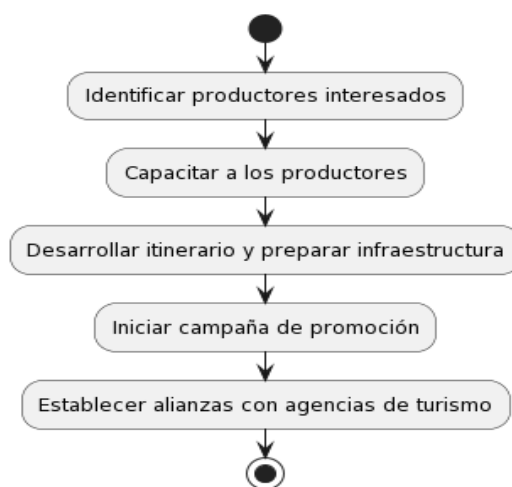 Identificar productores interesados
Capacitar a los productores
Desarrollar itinerario y preparar infraestructura
Iniciar campaña de promoción
Establecer alianzas con agencias de turismo